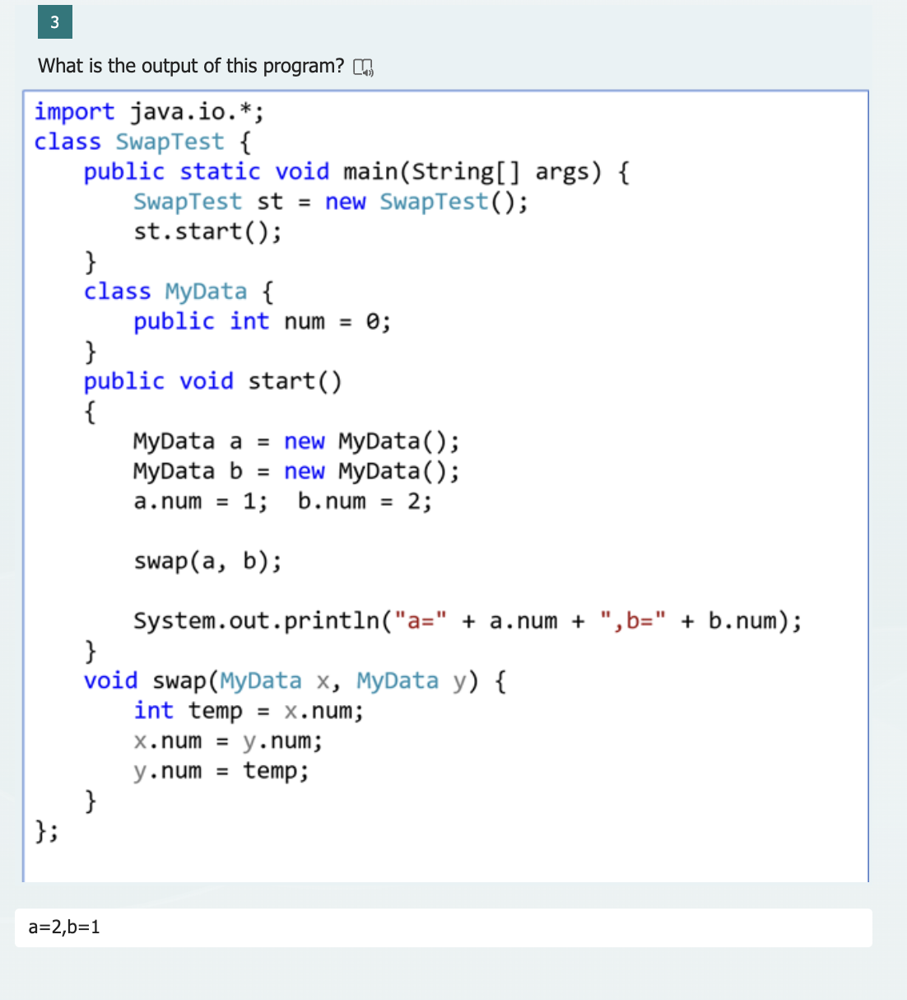 3
What is the output of this program?
import java.io.*;
class SwapTest {
    public static void main(String[] args) {
        SwapTest st = new SwapTest();
        st.start();
    }
    class MyData {
        public int num = 0;
    }
    public void start()
    {
        MyData a = new MyData();
        MyData b = new MyData();
        a.num = 1;  b.num = 2;
        swap(a, b);
        System.out.println("a=" + a.num + ",b=" + b.num);
    }
    void swap(MyData x, MyData y) {
        int temp = x.num;
        x.num = y.num;
        y.num = temp;
    }
};
a=2,b=1